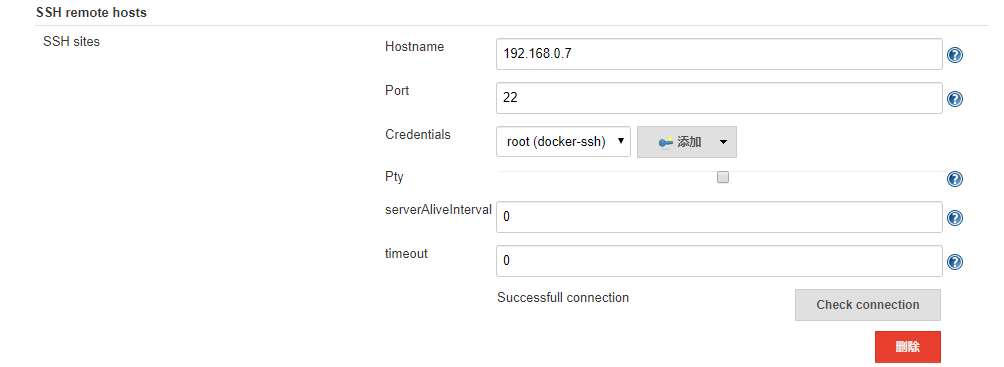 SSH remote hosts
SSH sites
Hostname
192.168.0.7
Port
22
Credentials
root (docker-ssh)
添加
Pty
serverAliveInterval
0
timeout
0
Successfull connection
Check connection
删除